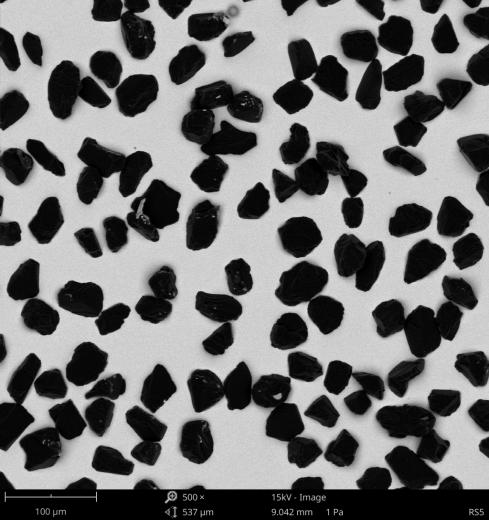 500 × 15kV - Image
100 μm 537 μm 9.042 mm 1 Pa RS5